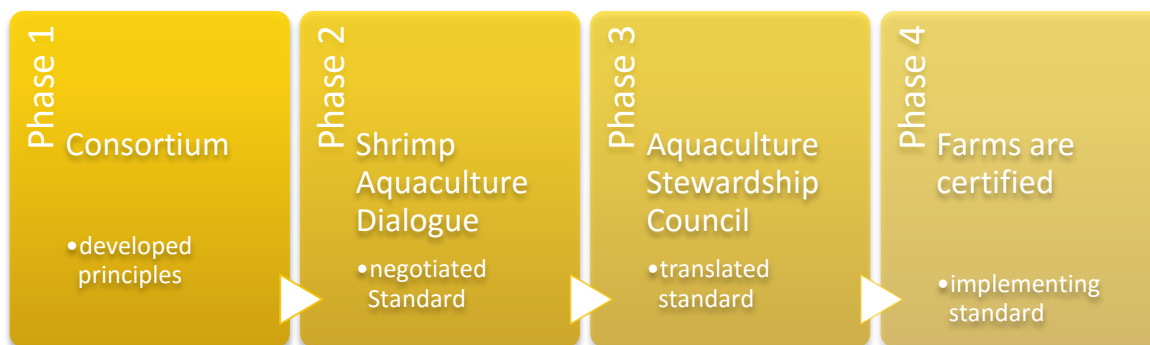 Phase 1
Consortium
•developed
principles
Phase 2
Shrimp
Aquaculture
Dialogue
•negotiated
Standard
Phase 3
Aquaculture
Stewardship
Council
•translated
standard
Phase 4
Farms are
certified
•implementing
standard